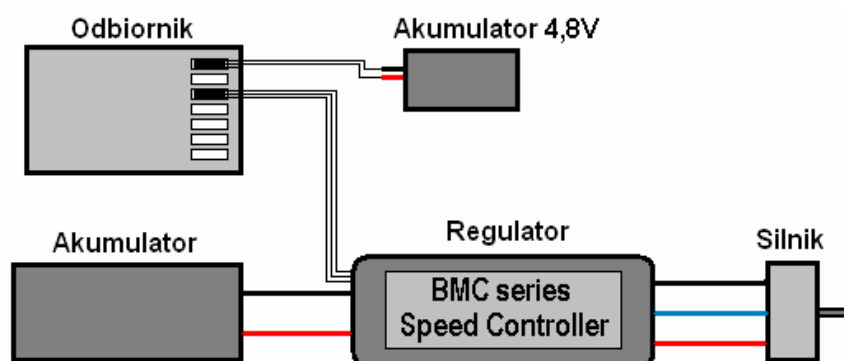 Odbiornik
Akumulator 4,8V
Akumulator
Regulator
Silnik
BMC series
Speed Controller